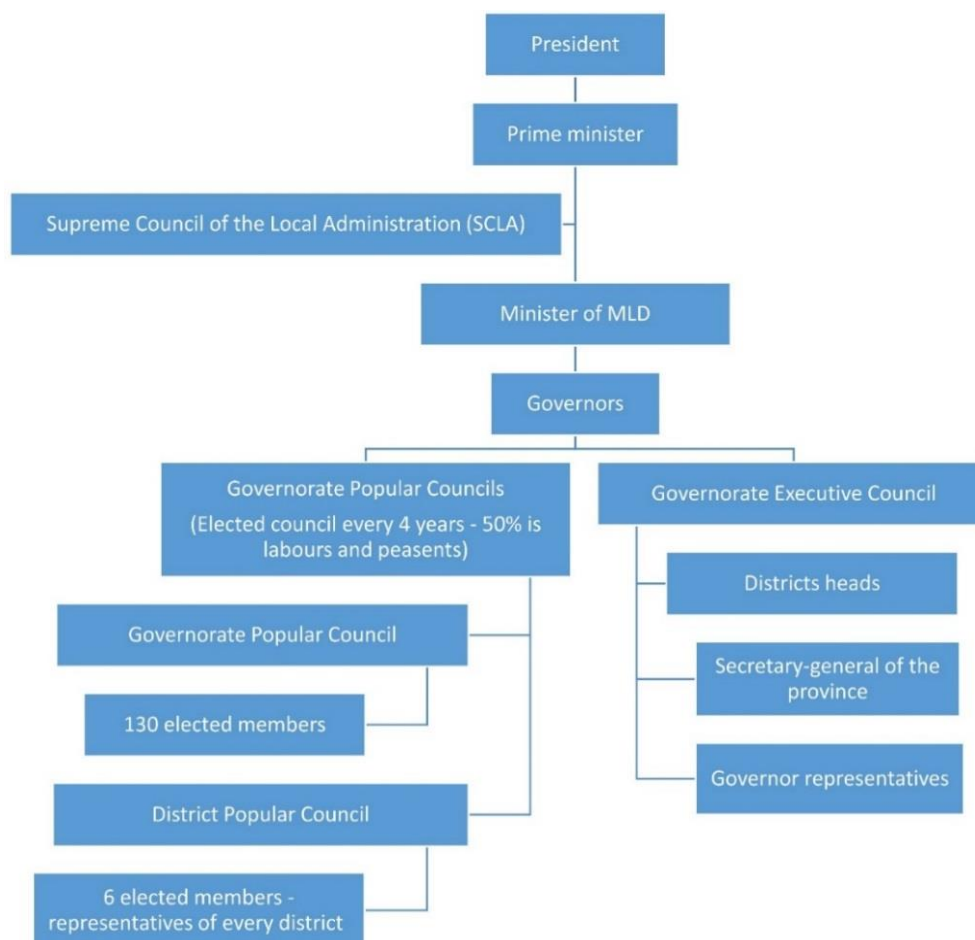 President
Prime minister
Supreme Council of the Local Administration (SCLA)
Minister of MLD
Governors
Governorate Popular Councils
(Elected council every 4 years - 50% is
labours and peasents)
Governorate Popular Council
130 elected members
District Popular Council
6 elected members -
representatives of every district
Governorate Executive Council
Districts heads
Secretary-general of the
province
Governor representatives